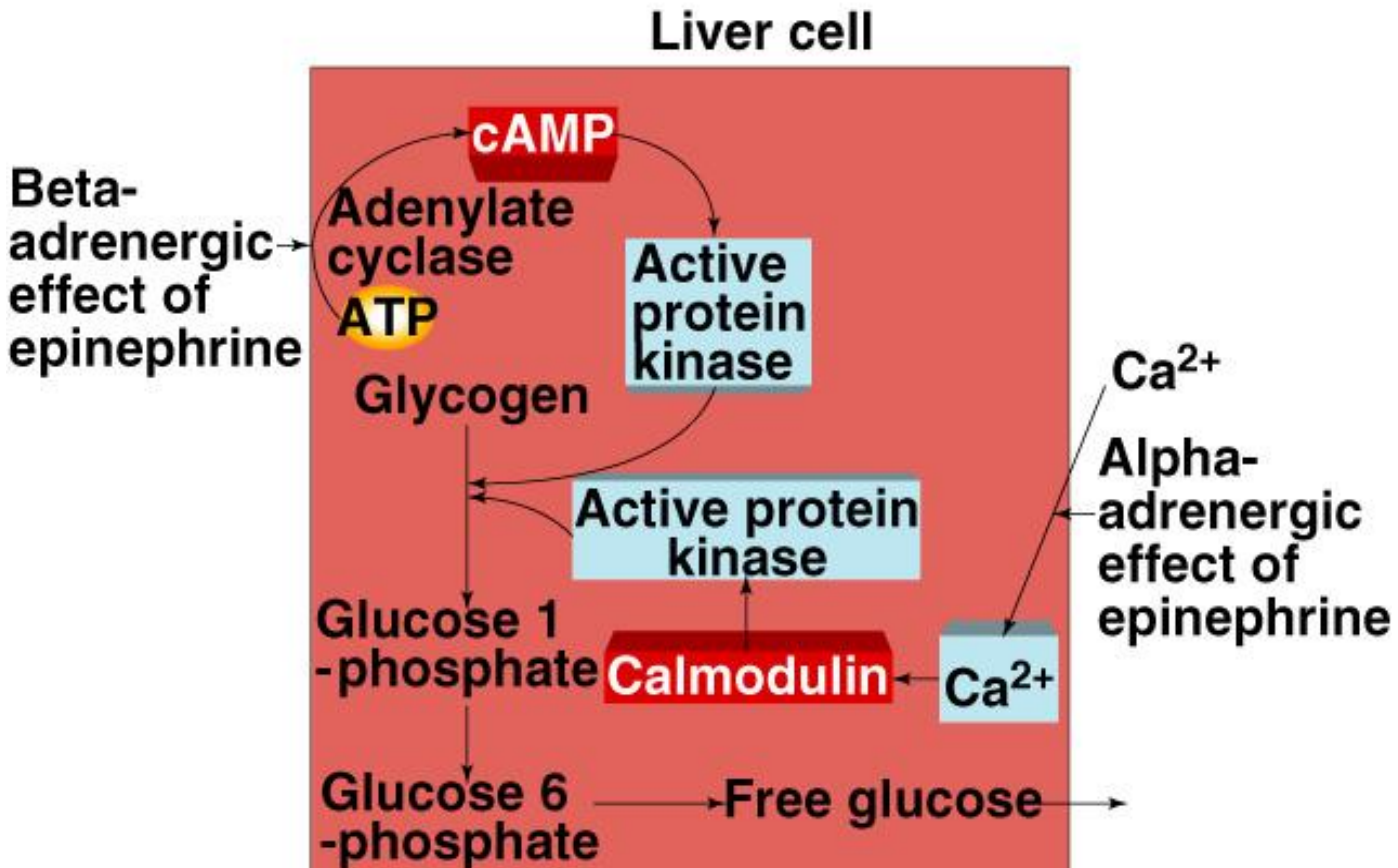 Liver cell
cAMP
Beta-
adrenergic
effect of
epinephrine
Adenylate
cyclase
ATP
Active
protein
kinase
Glycogen
Ca²⁺
Alpha-
adrenergic
effect of
epinephrine
Active protein
kinase
Glucose 1
-phosphate
Calmodulin
Ca²⁺
Glucose 6
-phosphate
Free glucose